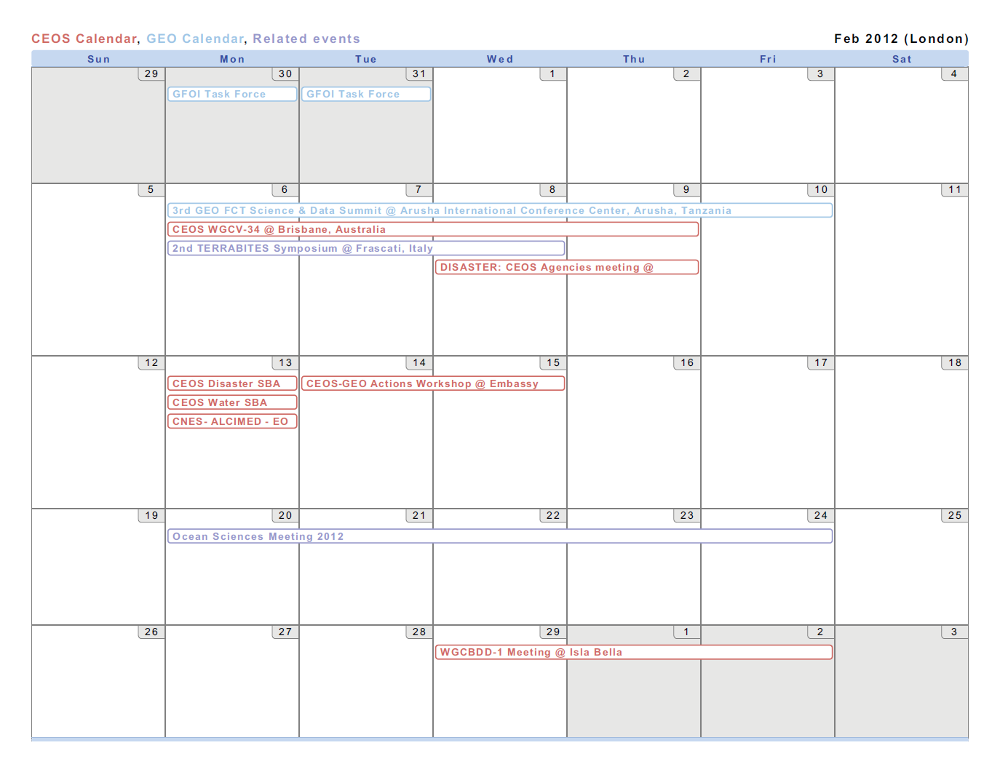 CEOS Calendar, GEO Calendar, Related events Feb 2012 (London)
Sun Mon Tue Wed Thu Fri Sat
29 30 31 1 2 3 4
GFOI Task Force GFOI Task Force
5 6 7 8 9 10 11
3rd GEO FCT Science & Data Summit @ Arusha International Conference Center, Arusha, Tanzania
CEOS WGCV-34 @ Brisbane, Australia
2nd TERRABITES Symposium @ Frascati, Italy
DISASTER: CEOS Agencies meeting @
12 13 14 15 16 17 18
CEOS Disaster SBA CEOS-GEO Actions Workshop @ Embassy
CEOS Water SBA
CNES- ALCIMED - EO
19 20 21 22 23 24 25
Ocean Sciences Meeting 2012
26 27 28 29 1 2 3
WGCBDD-1 Meeting @ Isla Bella